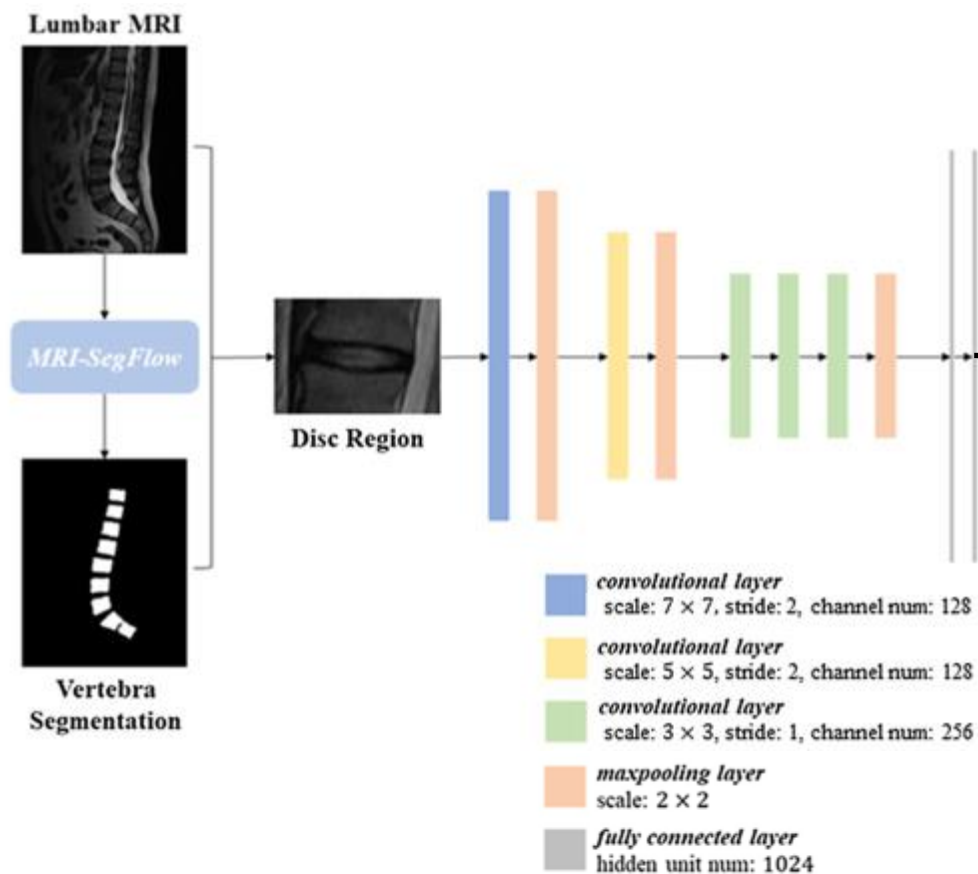 Lumbar MRI
MRI-SegFlow
Disc Region
Vertebra
Segmentation
convolutional layer
scale: 7 × 7, stride: 2, channel num: 128
convolutional layer
scale: 5 × 5, stride: 2, channel num: 128
convolutional layer
scale: 3 × 3, stride: 1, channel num: 256
maxpooling layer
scale: 2 × 2
fully connected layer
hidden unit num: 1024